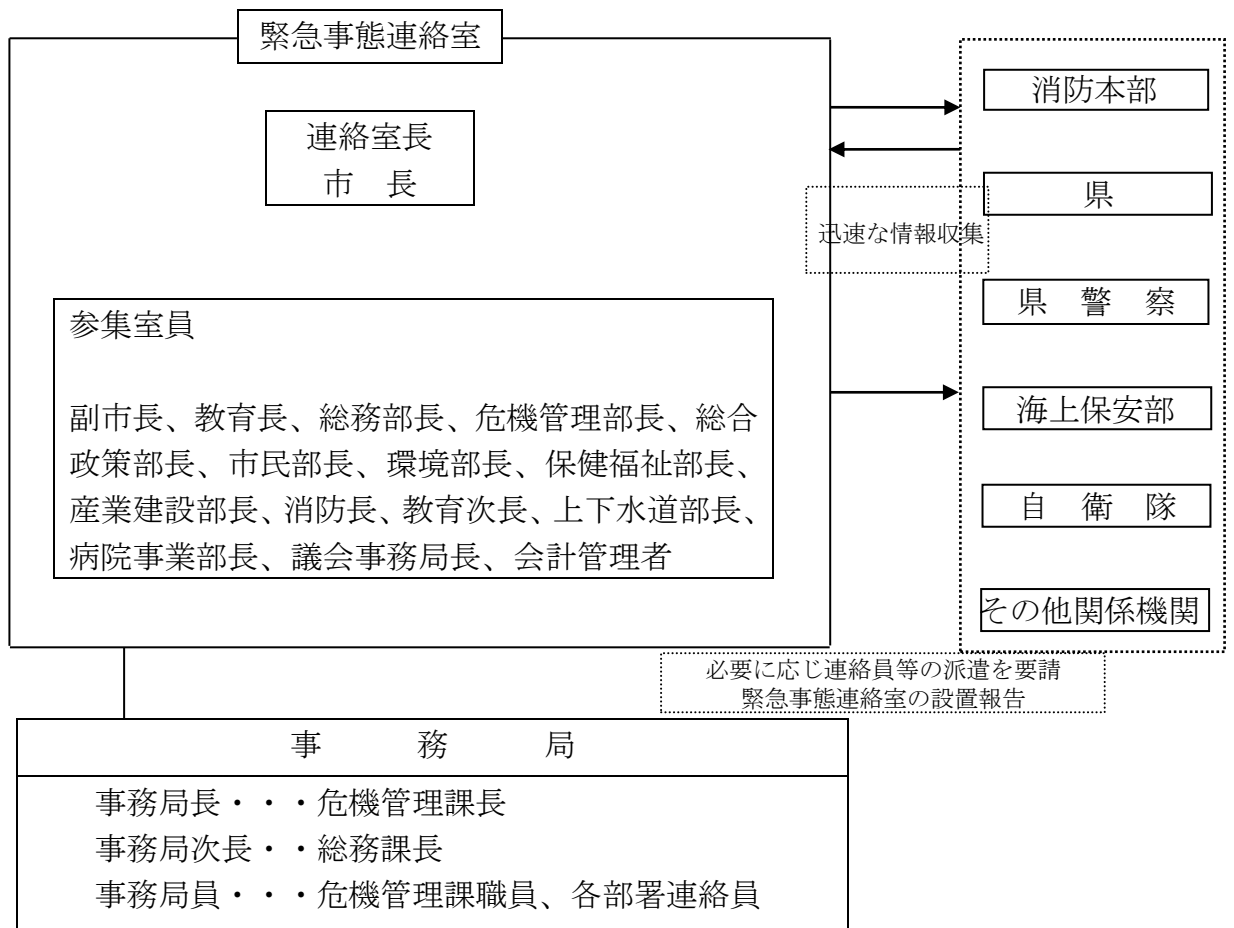 緊急事態連絡室
連絡室長
市　長
参集室員
副市長、教育長、総務部長、危機管理部長、総合
政策部長、市民部長、環境部長、保健福祉部長、
産業建設部長、消防長、教育次長、上下水道部長、
病院事業部長、議会事務局長、会計管理者
消防本部
県
迅速な情報収集
県　警　察
海上保安部
自　衛　隊
その他関係機関
必要に応じ連絡員等の派遣を要請
緊急事態連絡室の設置報告
事　　務　　局
事務局長・・・危機管理課長
事務局次長・・総務課長
事務局員・・・危機管理課職員、各部署連絡員